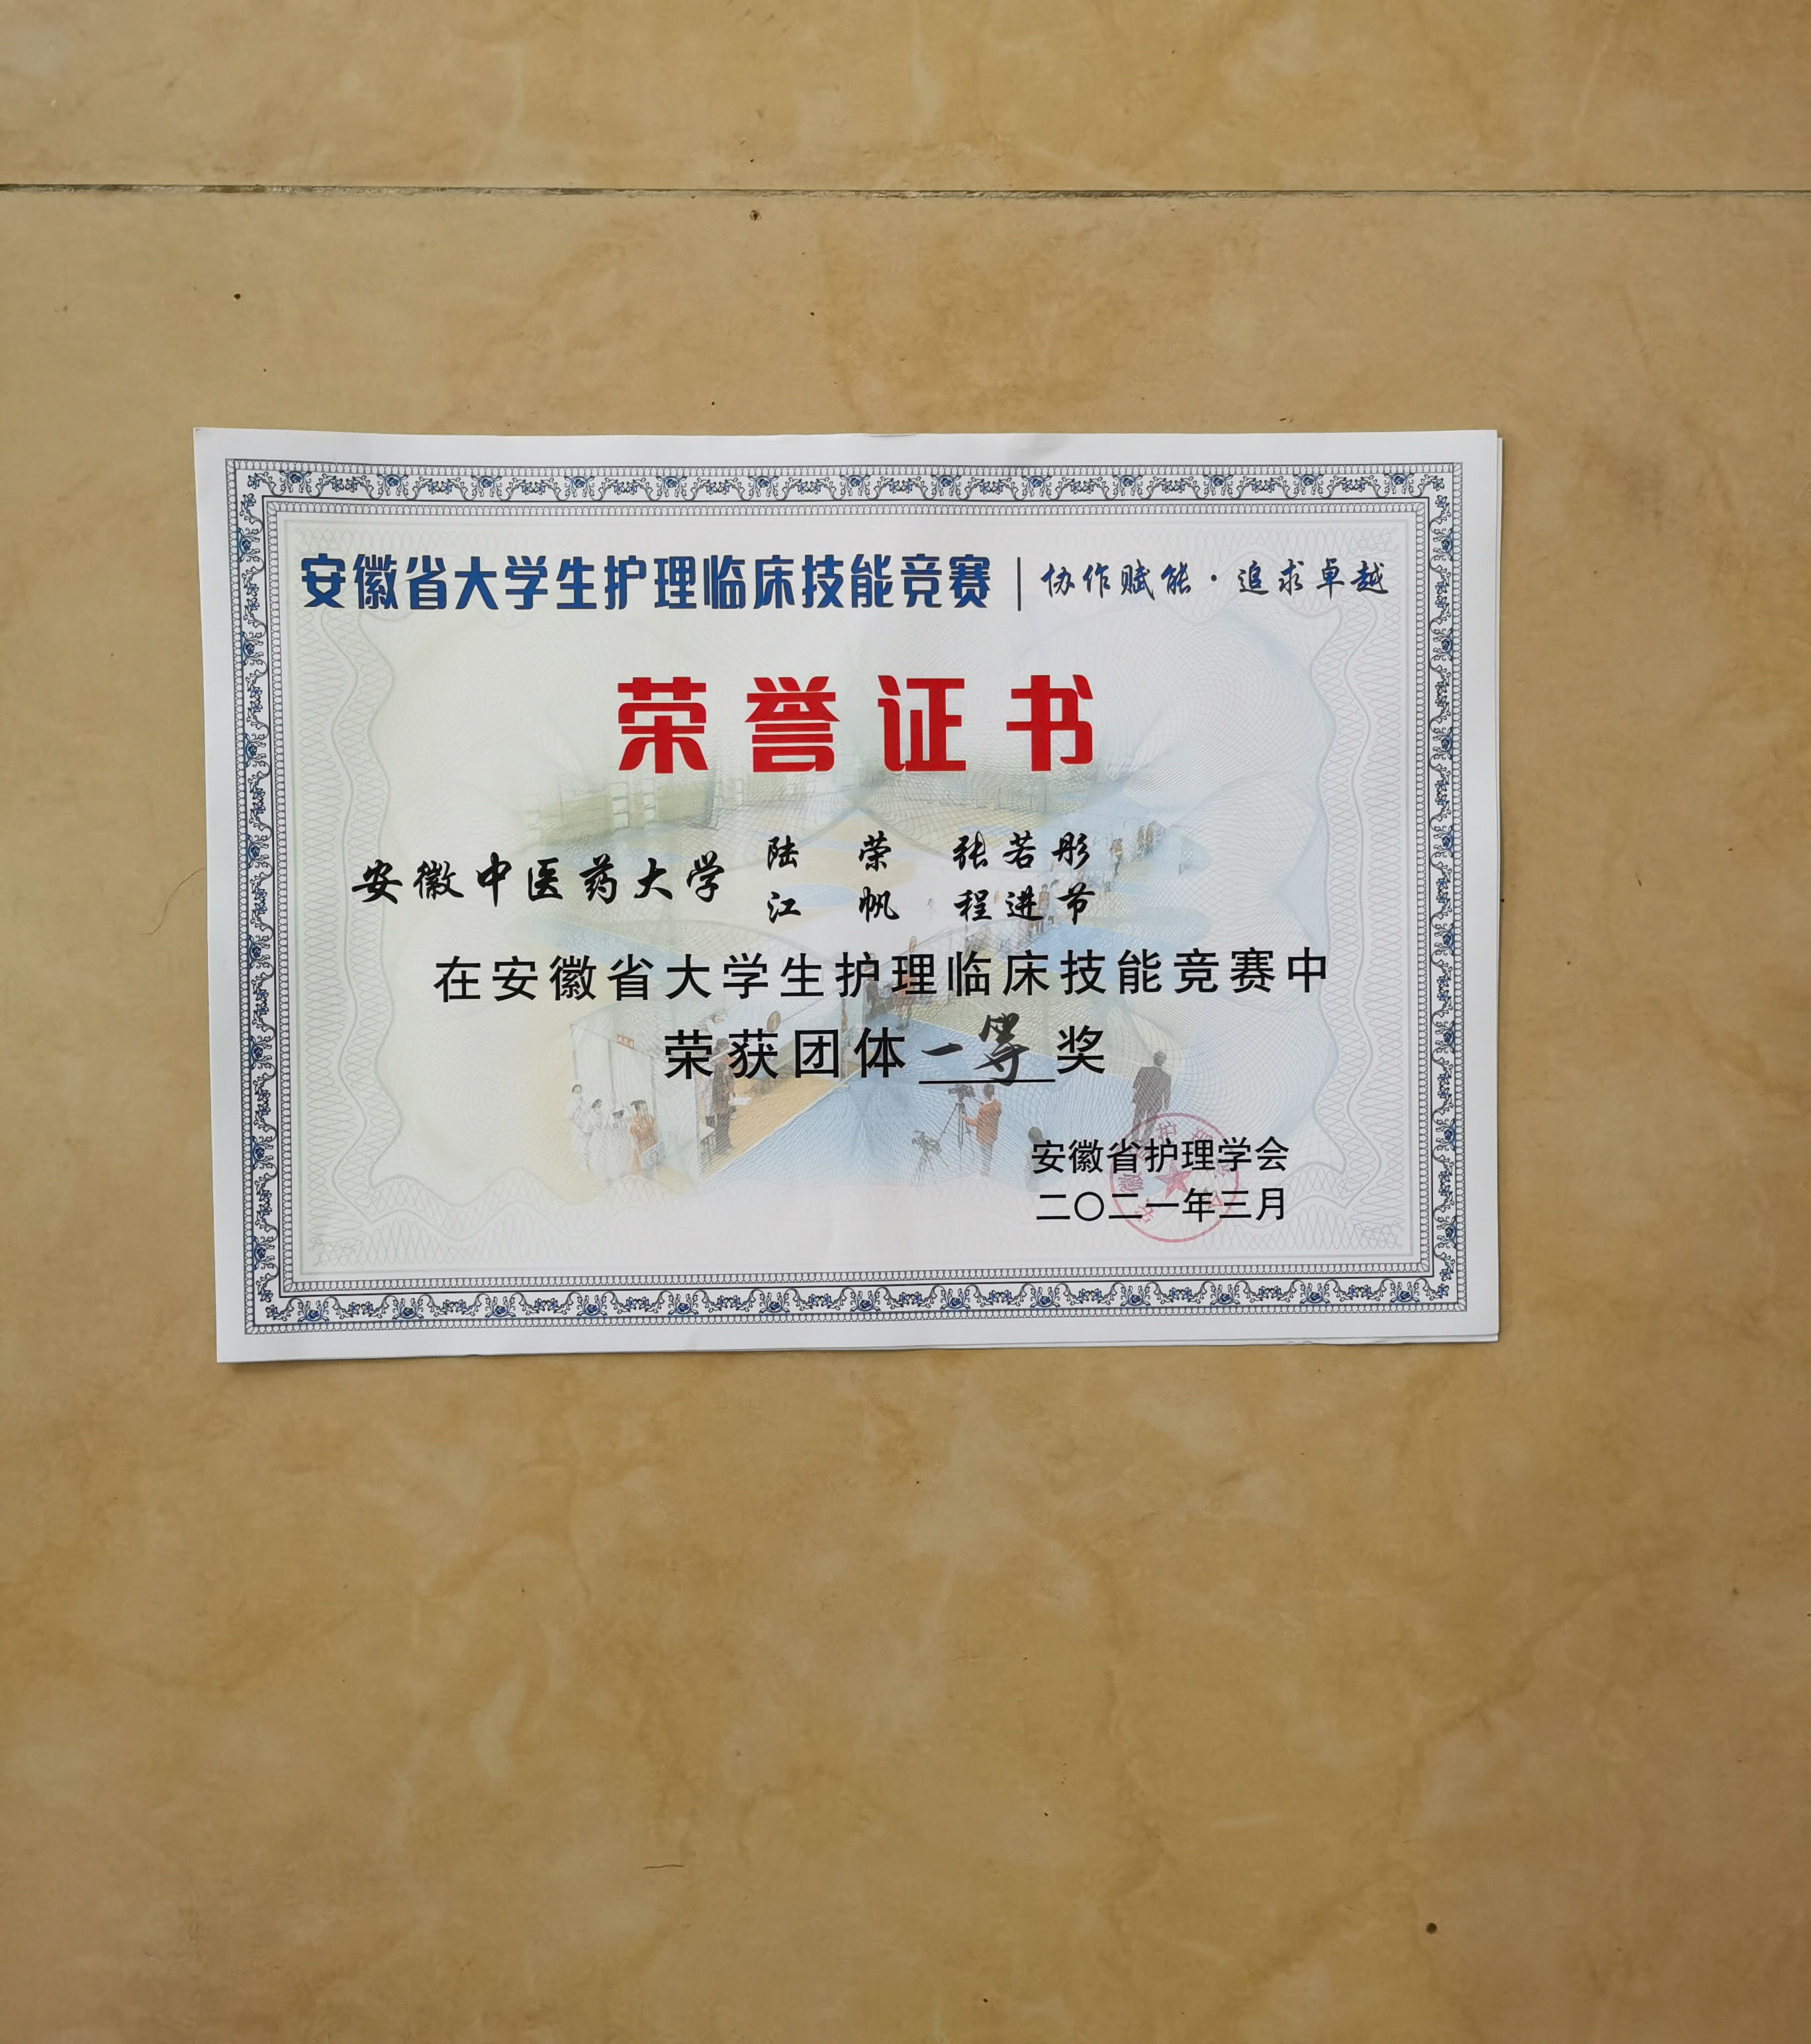 安徽省大学生护理临床技能竞赛 | 协作赋能·追求卓越
荣誉证书
安徽中医药大学
陆荣 张若彤
江帆 程进节
在安徽省大学生护理临床技能竞赛中
荣获团体一等奖
安徽省护理学会
二〇二一年三月